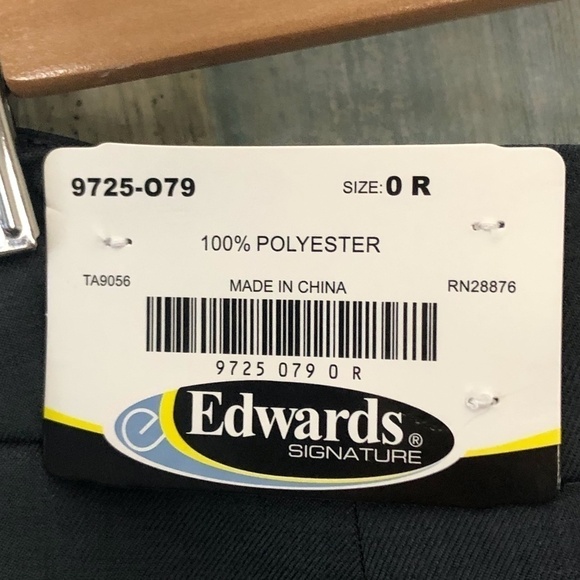 9725-079 SIZE: 0 R
100% POLYESTER
TA9056 MADE IN CHINA RN28876
9725 079 0 R
e Edwards®
SIGNATURE